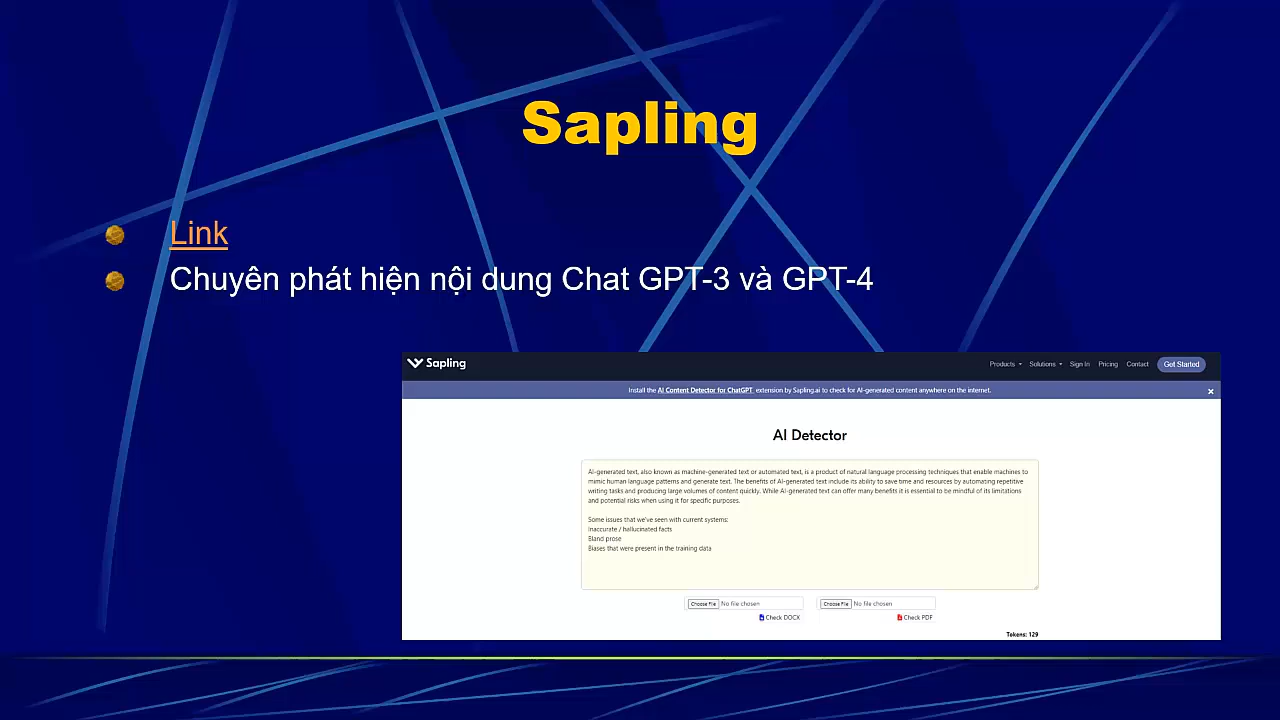 Sapling
Link
Chuyên phát hiện nội dung Chat GPT-3 và GPT-4
Sapling
Products
Solutions
Sign In
Pricing
Contact
Get Started
Install the AI Content Detector for ChatGPT extension by Sapling.ai to check for AI-generated content anywhere on the internet.
×
AI Detector
AI-generated text, also known as machine-generated text or automated text, is a product of natural language processing techniques that enable machines to
mimic human language patterns and generate text. The benefits of AI-generated text include its ability to save time and resources by automating repetitive
writing tasks and producing large volumes of content quickly. While AI-generated text can offer many benefits it is essential to be mindful of its limitations
and potential risks when using it for specific purposes.
Some issues that we've seen with current systems:
Inaccurate / hallucinated facts
Bland prose
Biases that were present in the training data
Choose File No file chosen
Choose File No file chosen
Check DOCX
Check PDF
Tokens: 129